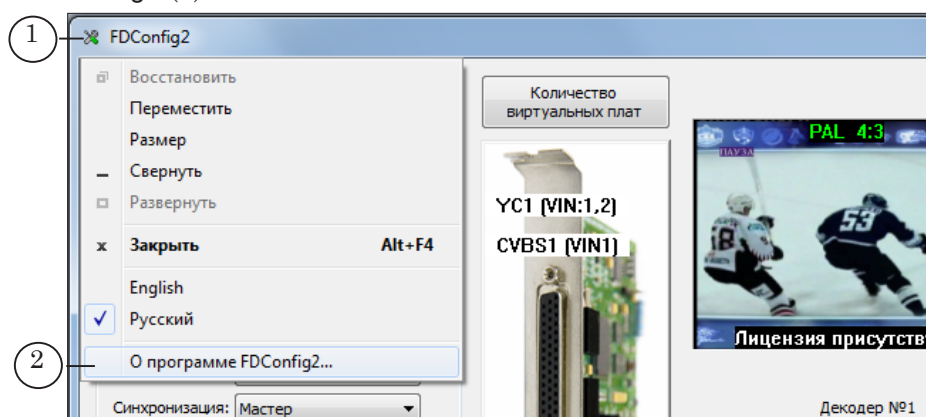 1
FDConfig2
Восстановить
Переместить
Размер
Свернуть
Развернуть
Закрыть Alt+F4
English
Русский
2
О программе FDConfig2...
Синхронизация: Мастер
Количество
виртуальных плат
YC1 (VIN:1,2)
CVBS1 (VIN1)
PAL 4:3
ПАУЗА
53
18
Лицензия присутств
Декодер №1